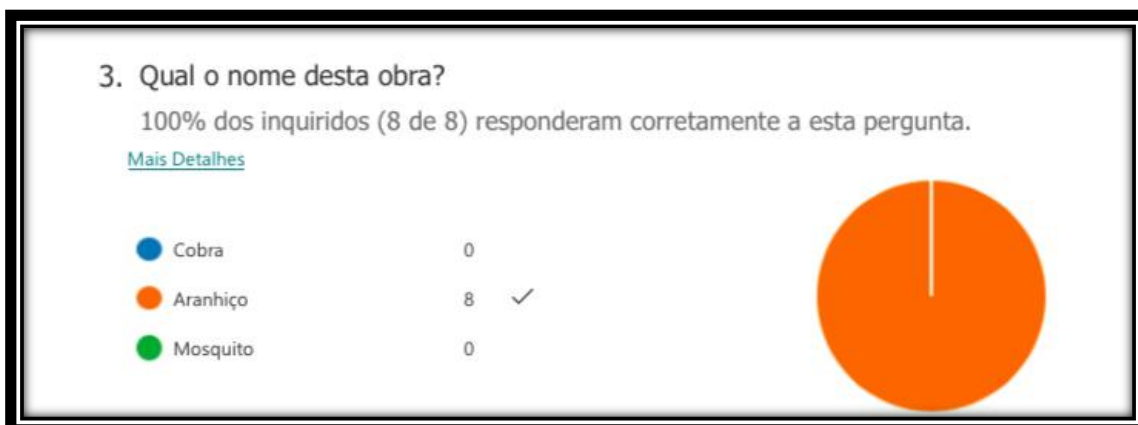 3. Qual o nome desta obra?
100% dos inquiridos (8 de 8) responderam corretamente a esta pergunta.
Mais Detalhes
Cobra 0
Aranhiço 8
Mosquito 0